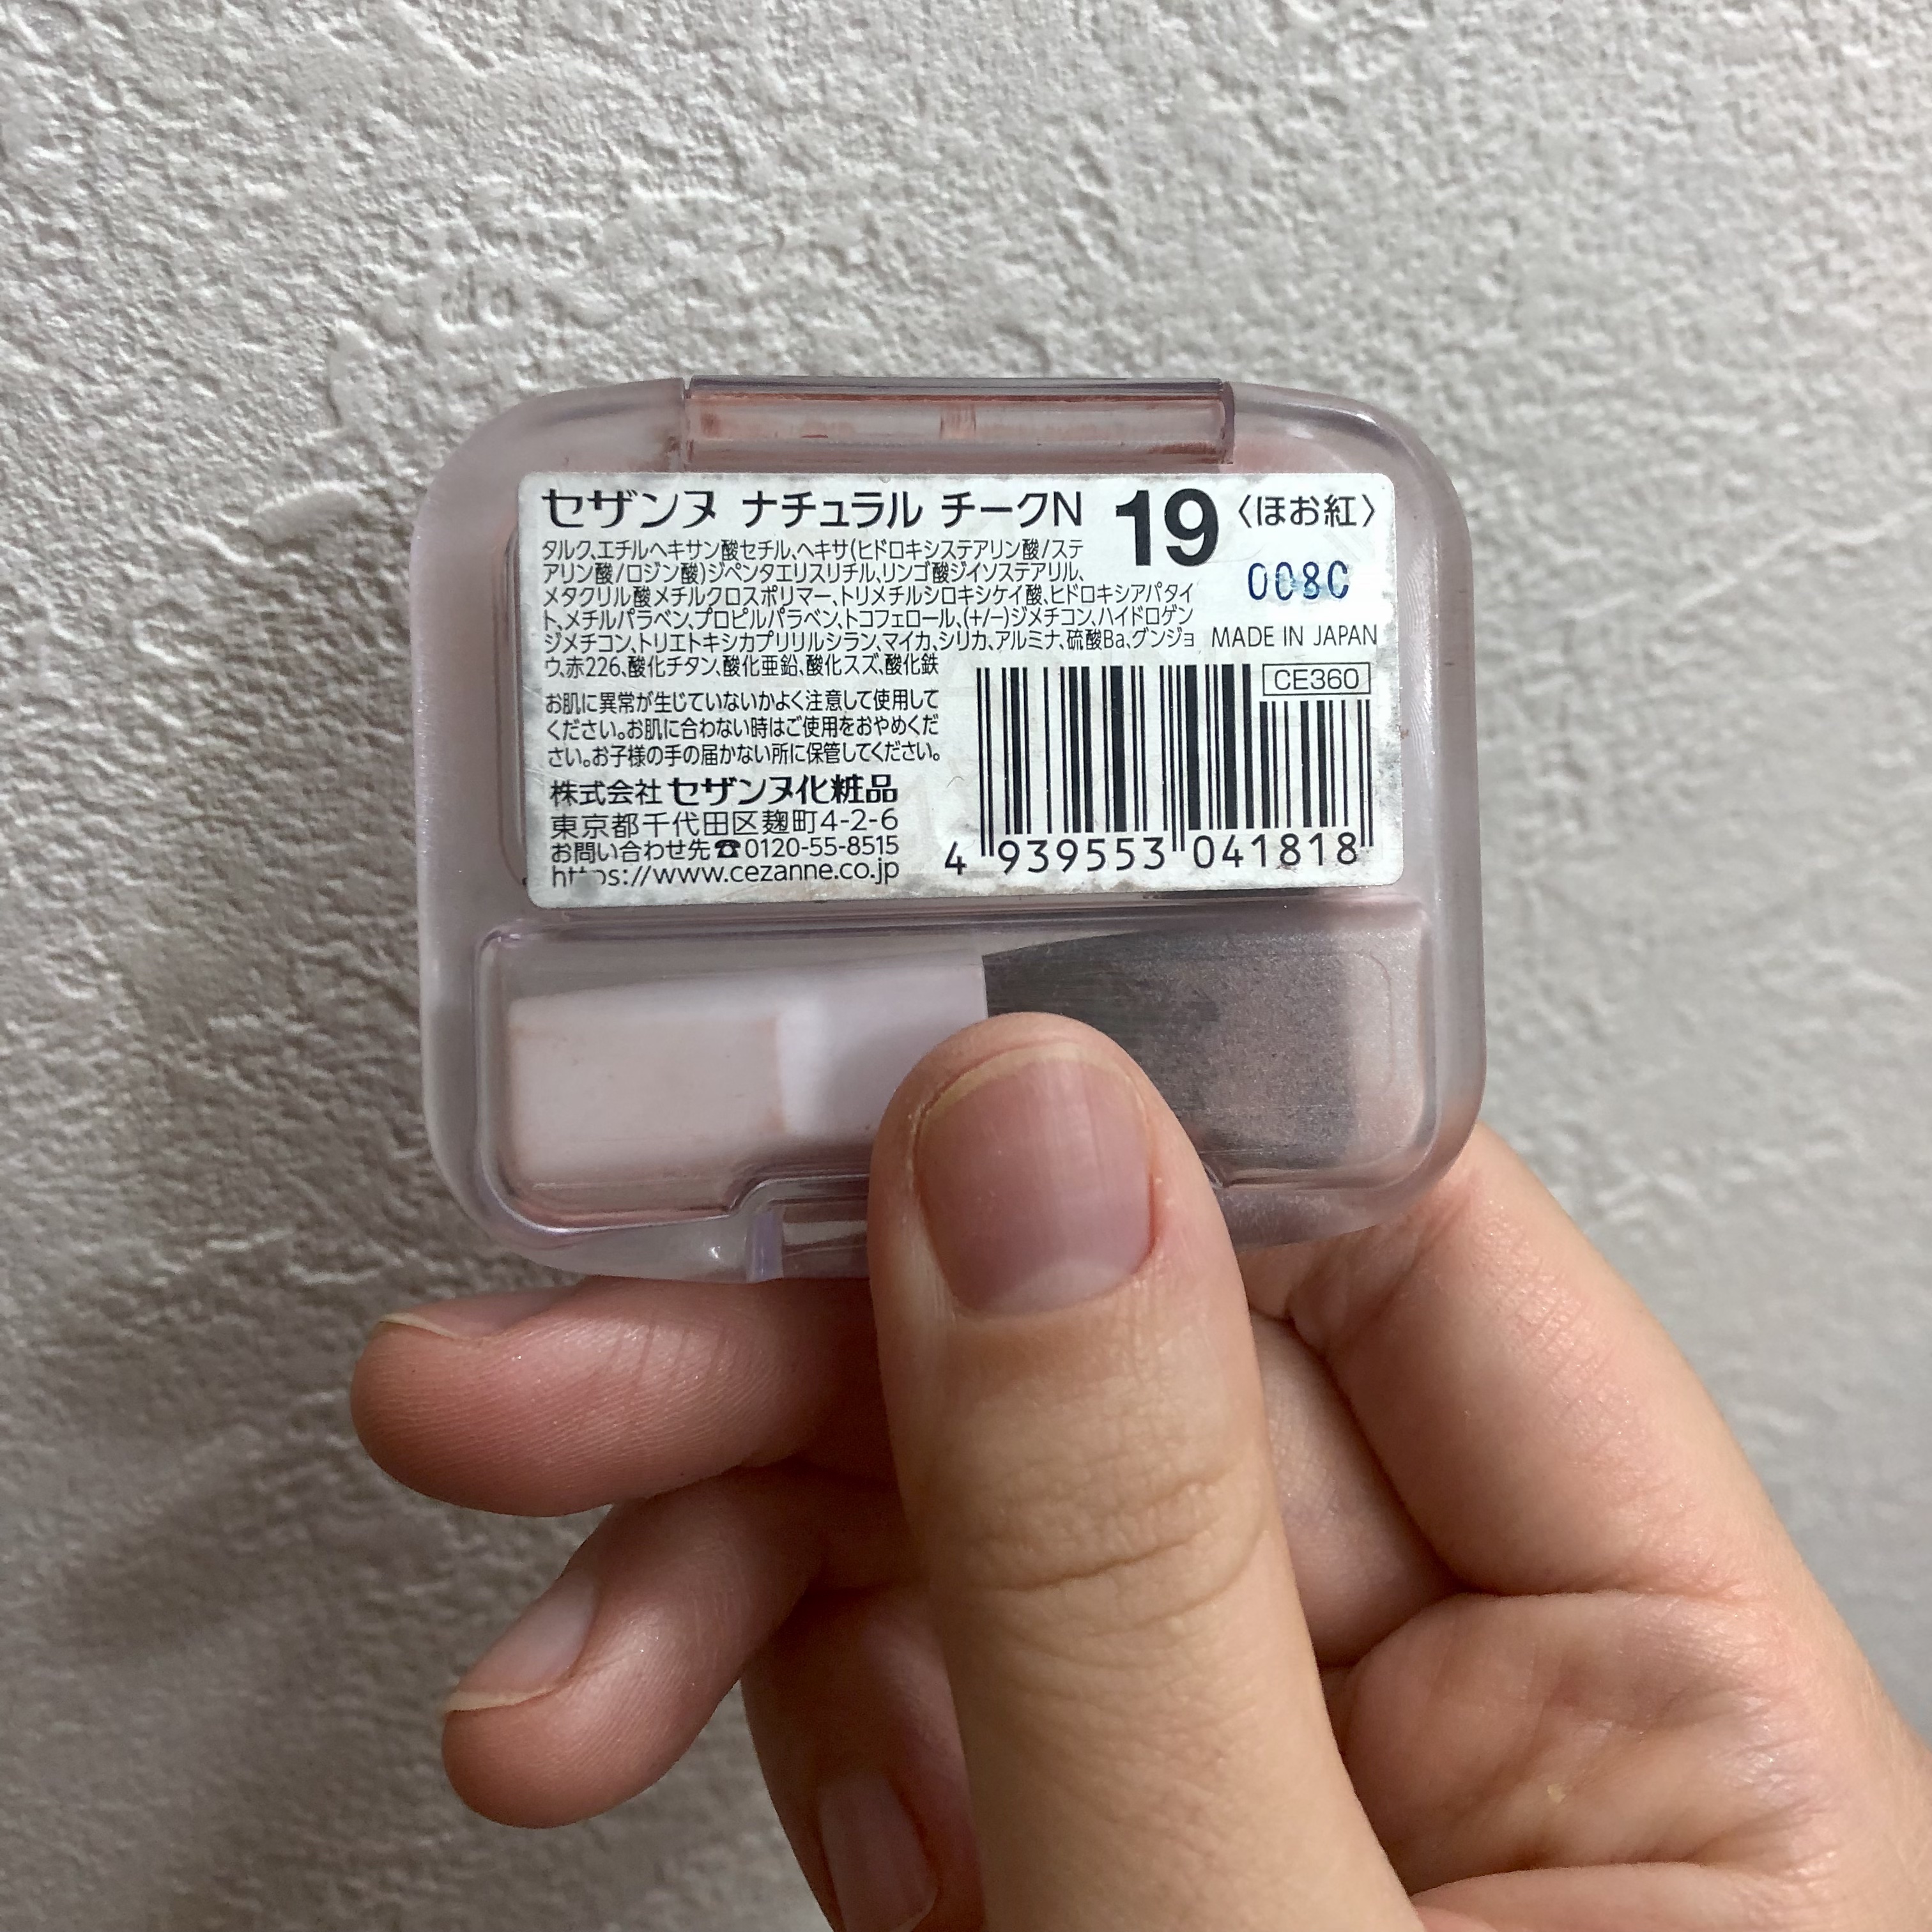 セザンヌ ナチュラル チークN 19 〈ほお紅〉
タルク、エチルヘキサン酸セチル、ヘキサ(ヒドロキシステアリン酸/ステ
アリン酸/ロジン酸)ジペンタエリスリチル、リンゴ酸ジイソステアリル、
メタクリル酸メチルクロスポリマー、トリメチルシロキシケイ酸、ヒドロキシアパタイ
ト、メチルパラベン、プロピルパラベン、トコフェロール、(+/−)ジメチコン、ハイドロゲン
ジメチコン、トリエトキシカプリリルシラン、マイカ、シリカ、アルミナ、硫酸Ba、グンジョ
ウ、赤226、酸化チタン、酸化亜鉛、酸化スズ、酸化鉄
008C
MADE IN JAPAN
CE360
お肌に異常が生じていないかよく注意して使用して
ください。お肌に合わない時はご使用をおやめくだ
さい。お子様の手の届かない所に保管してください。
株式会社 セザンヌ化粧品
東京都千代田区麹町4-2-6
お問い合わせ先☎0120-55-8515
https://www.cezanne.co.jp
4 939553 041818